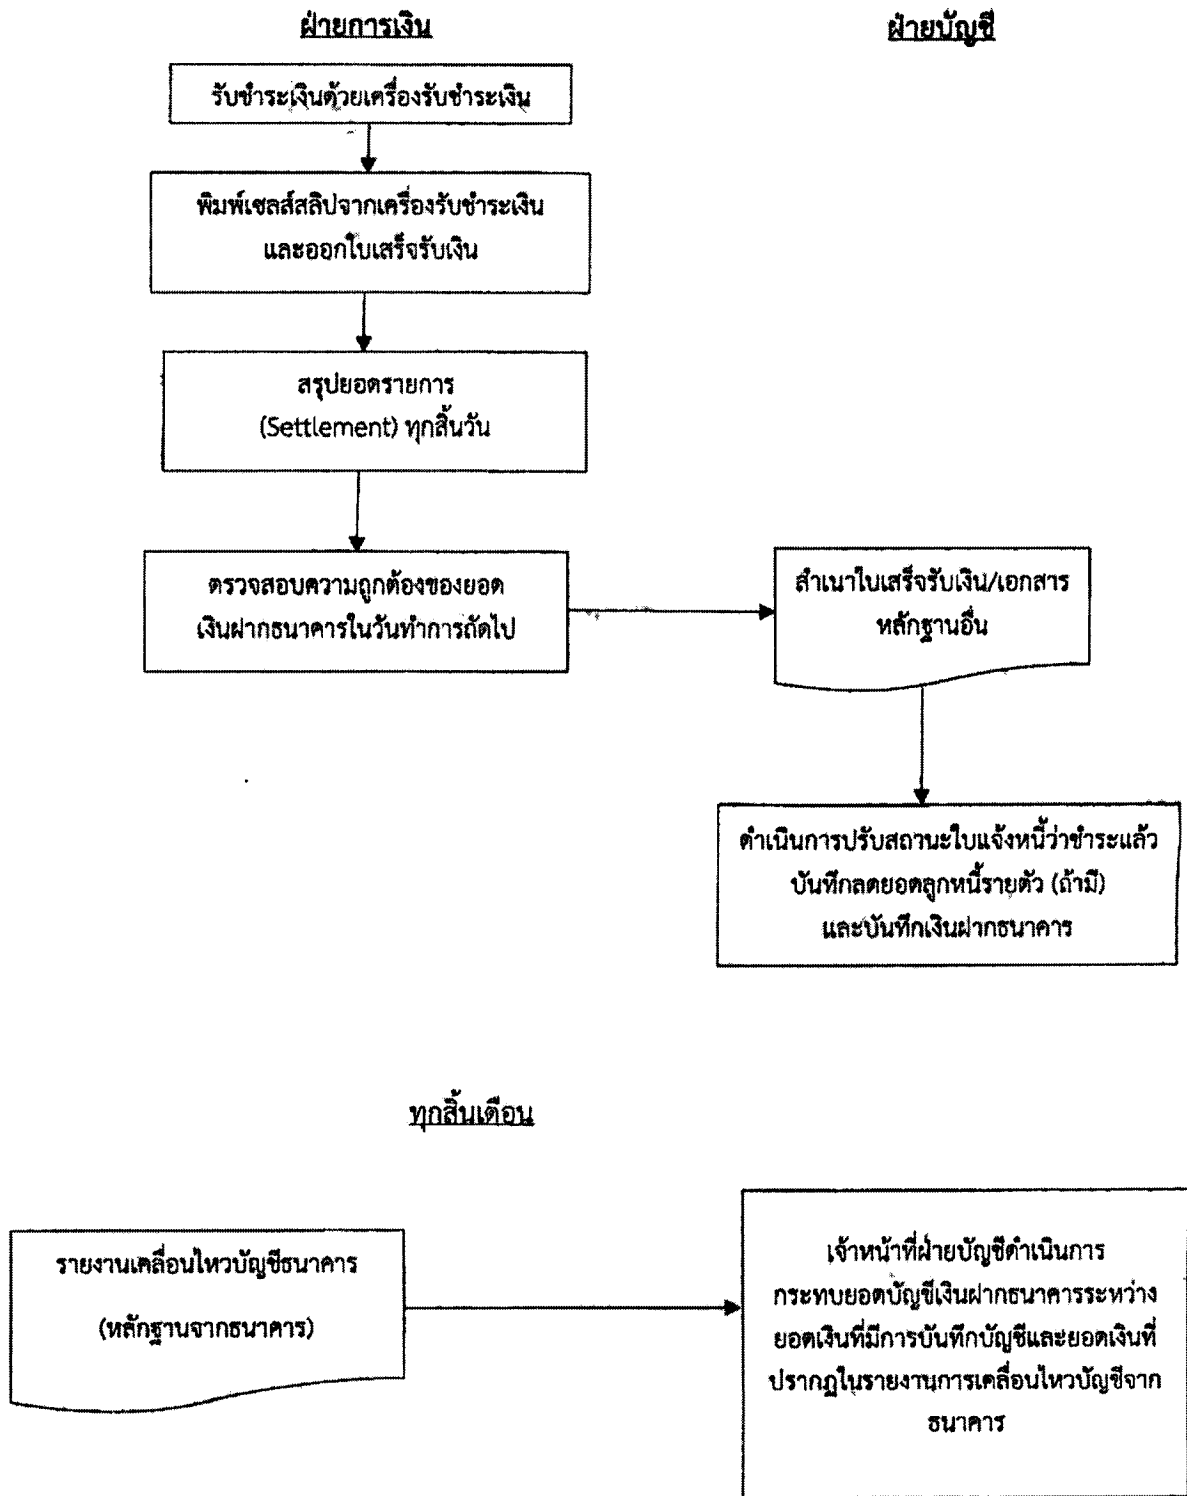 ฝ่ายการเงิน
ฝ่ายบัญชี
รับชำระเงินด้วยเครื่องรับชำระเงิน
พิมพ์เซลส์สลิปจากเครื่องรับชำระเงิน
และออกใบเสร็จรับเงิน
สรุปยอดรายการ
(Settlement) ทุกสิ้นวัน
ตรวจสอบความถูกต้องของยอด
เงินฝากธนาคารในวันทำการถัดไป
สำเนาใบเสร็จรับเงิน/เอกสาร
หลักฐานอื่น
ดำเนินการปรับสถานะใบแจ้งหนี้ว่าชำระแล้ว
บันทึกลดยอดลูกหนี้รายตัว (ถ้ามี)
และบันทึกเงินฝากธนาคาร
ทุกสิ้นเดือน
รายงานเคลื่อนไหวบัญชีธนาคาร
(หลักฐานจากธนาคาร)
เจ้าหน้าที่ฝ่ายบัญชีดำเนินการ
กระทบยอดบัญชีเงินฝากธนาคารระหว่าง
ยอดเงินที่มีการบันทึกบัญชีและยอดเงินที่
ปรากฏในรายงานการเคลื่อนไหวบัญชีจาก
ธนาคาร